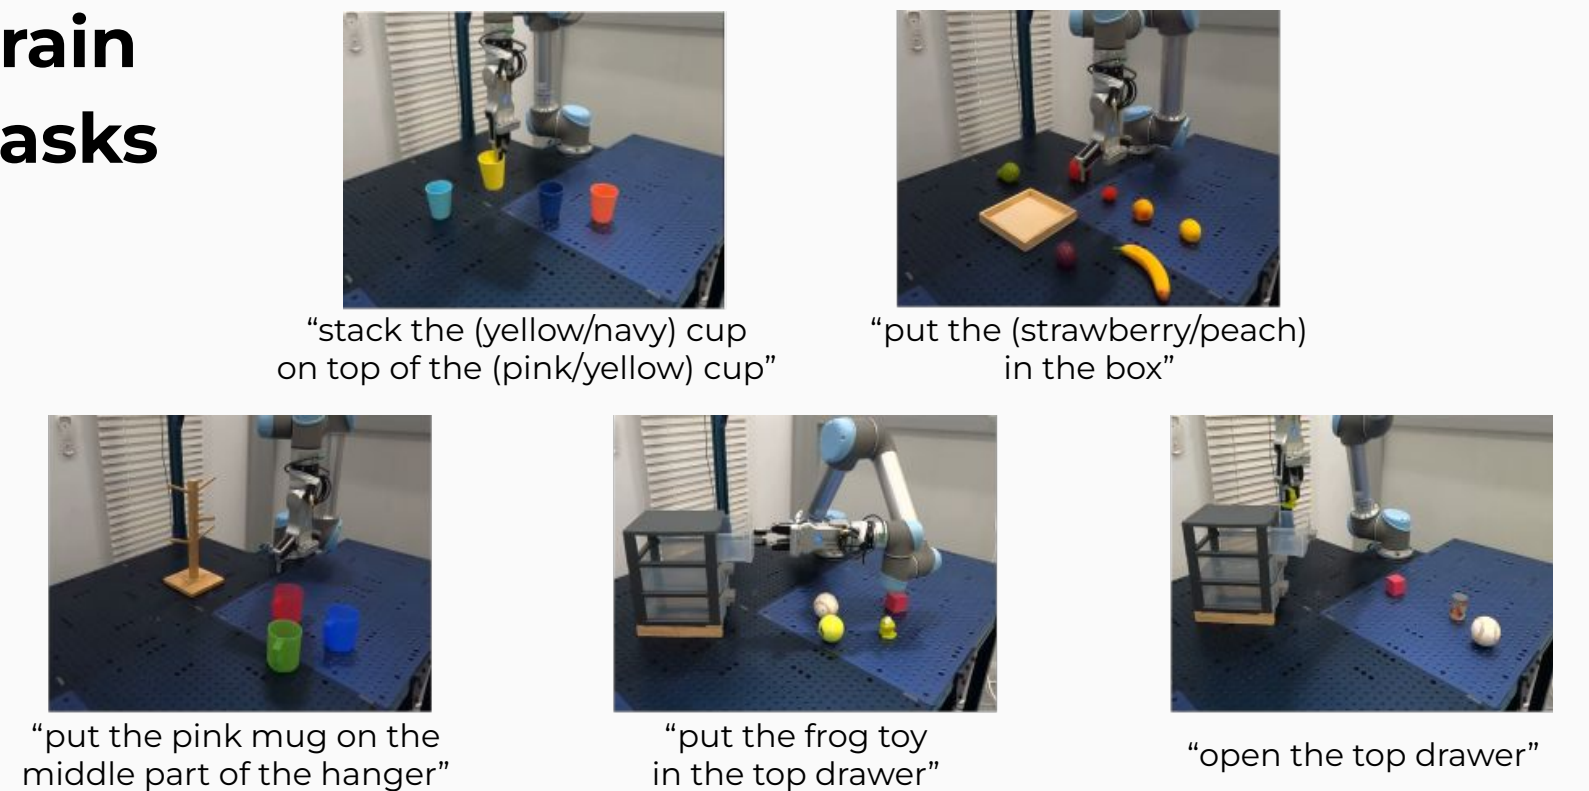 rain
asks
“stack the (yellow/navy) cup
on top of the (pink/yellow) cup”
“put the (strawberry/peach)
in the box”
“put the pink mug on the
middle part of the hanger”
“put the frog toy
in the top drawer”
“open the top drawer”